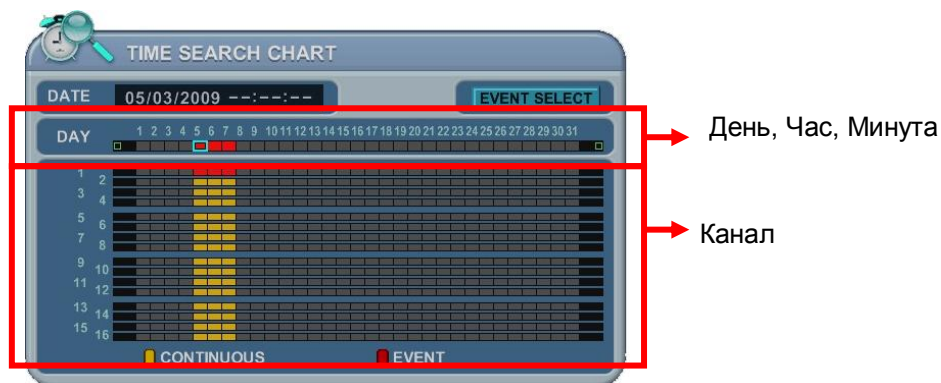 TIME SEARCH CHART
DATE 05/03/2009 --:--:-- EVENT SELECT
DAY 1 2 3 4 5 6 7 8 9 10 11 12 13 14 15 16 17 18 19 20 21 22 23 24 25 26 27 28 29 30 31
День, Час, Минута
1
2
3
4
5
6
7
8
Канал
9
10
11
12
13
14
15
16
CONTINUOUS EVENT